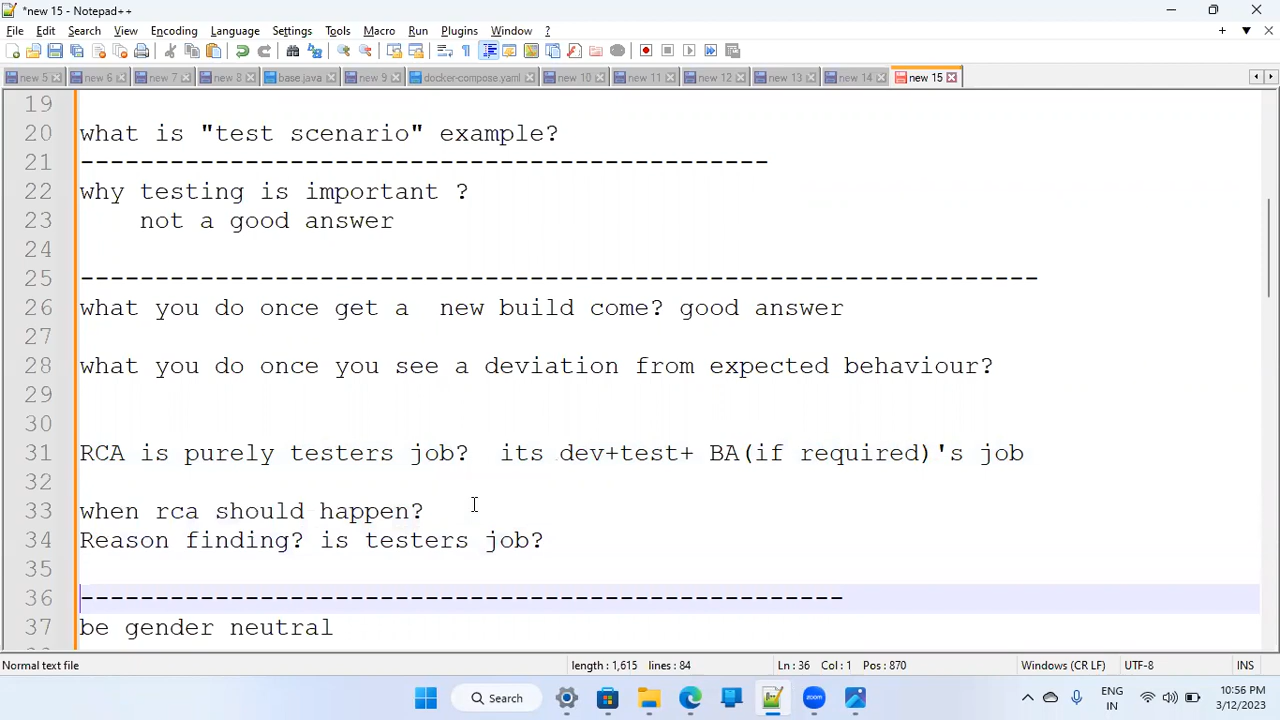 *new 15 - Notepad++
File Edit Search View Encoding Language Settings Tools Macro Run Plugins Window ?
new 5 new 6 new 7 new 8 base.java new 9 docker-compose.yaml new 10 new 11 new 12 new 13 new 14 new 15
19
20 what is "test scenario" example?
21 ----------------------------------------------
22 why testing is important ?
23 not a good answer
24
25 ----------------------------------------------------------------
26 what you do once get a  new build come? good answer
27
28 what you do once you see a deviation from expected behaviour?
29
30
31 RCA is purely testers job?  its dev+test+ BA(if required)'s job
32
33 when rca should happen?
34 Reason finding? is testers job?
35
36 ---------------------------------------------------
37 be gender neutral
Normal text file length : 1,615 lines : 84 Ln : 36 Col : 1 Pos : 870 Windows (CR LF) UTF-8 INS
Search zoom ENG 10:56 PM
IN 3/12/2023